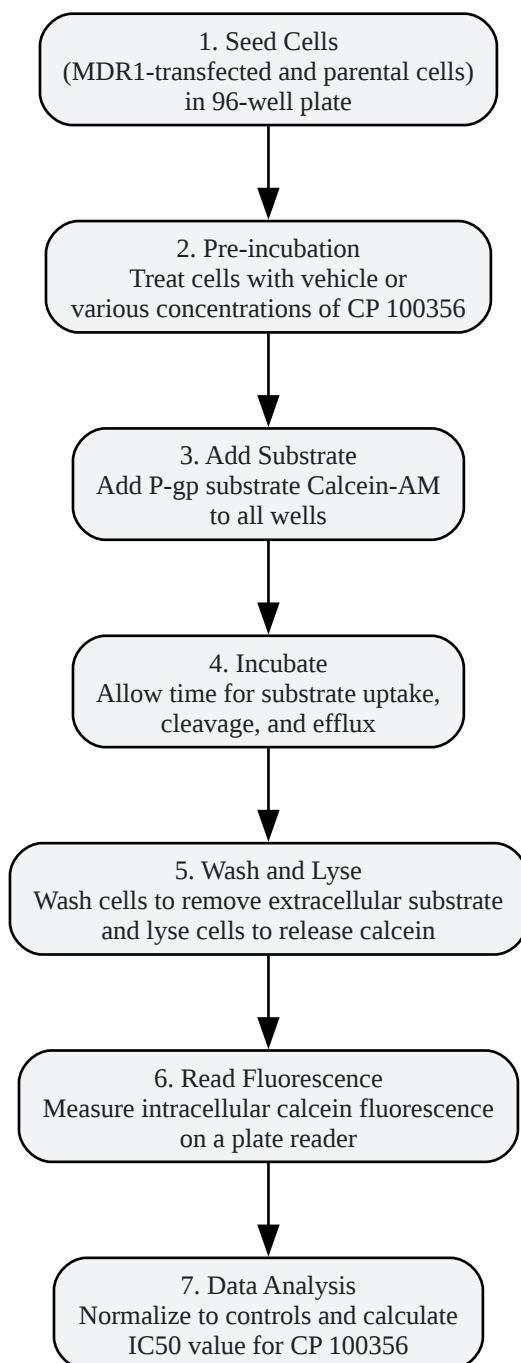 1. Seed Cells
(MDR1-transfected and parental cells)
in 96-well plate
2. Pre-incubation
Treat cells with vehicle or
various concentrations of CP 100356
3. Add Substrate
Add P-gp substrate Calcein-AM
to all wells
4. Incubate
Allow time for substrate uptake,
cleavage, and efflux
5. Wash and Lyse
Wash cells to remove extracellular substrate
and lyse cells to release calcein
6. Read Fluorescence
Measure intracellular calcein fluorescence
on a plate reader
7. Data Analysis
Normalize to controls and calculate
IC50 value for CP 100356